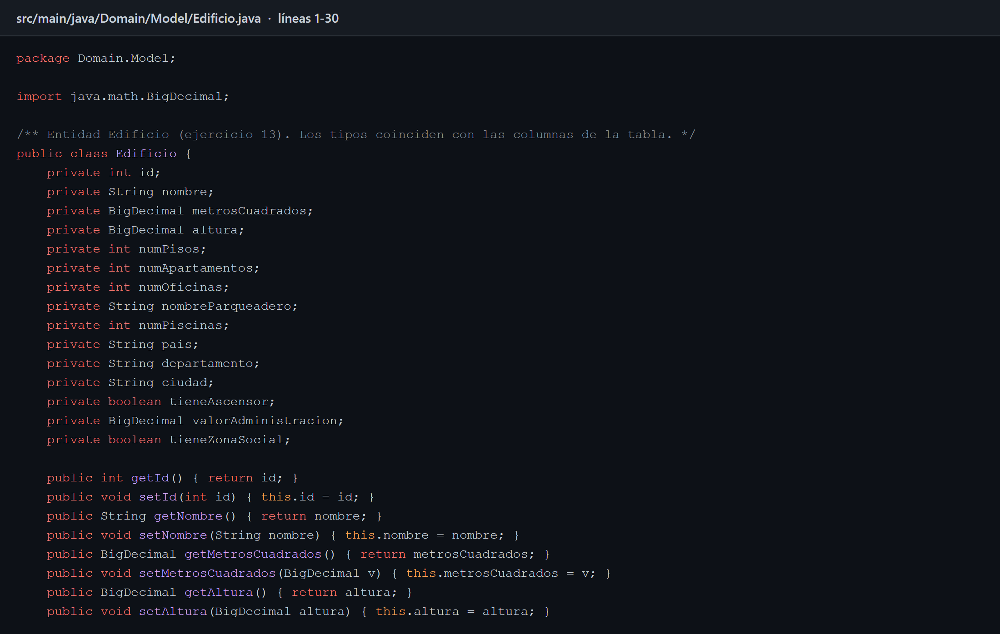 src/main/java/Domain/Model/Edificio.java · líneas 1-30
package Domain.Model;
import java.math.BigDecimal;
/** Entidad Edificio (ejercicio 13). Los tipos coinciden con las columnas de la tabla. */
public class Edificio {
    private int id;
    private String nombre;
    private BigDecimal metrosCuadrados;
    private BigDecimal altura;
    private int numPisos;
    private int numApartamentos;
    private int numOficinas;
    private String nombreParqueadero;
    private int numPiscinas;
    private String pais;
    private String departamento;
    private String ciudad;
    private boolean tieneAscensor;
    private BigDecimal valorAdministracion;
    private boolean tieneZonaSocial;
    public int getId() { return id; }
    public void setId(int id) { this.id = id; }
    public String getNombre() { return nombre; }
    public void setNombre(String nombre) { this.nombre = nombre; }
    public BigDecimal getMetrosCuadrados() { return metrosCuadrados; }
    public void setMetrosCuadrados(BigDecimal v) { this.metrosCuadrados = v; }
    public BigDecimal getAltura() { return altura; }
    public void setAltura(BigDecimal altura) { this.altura = altura; }